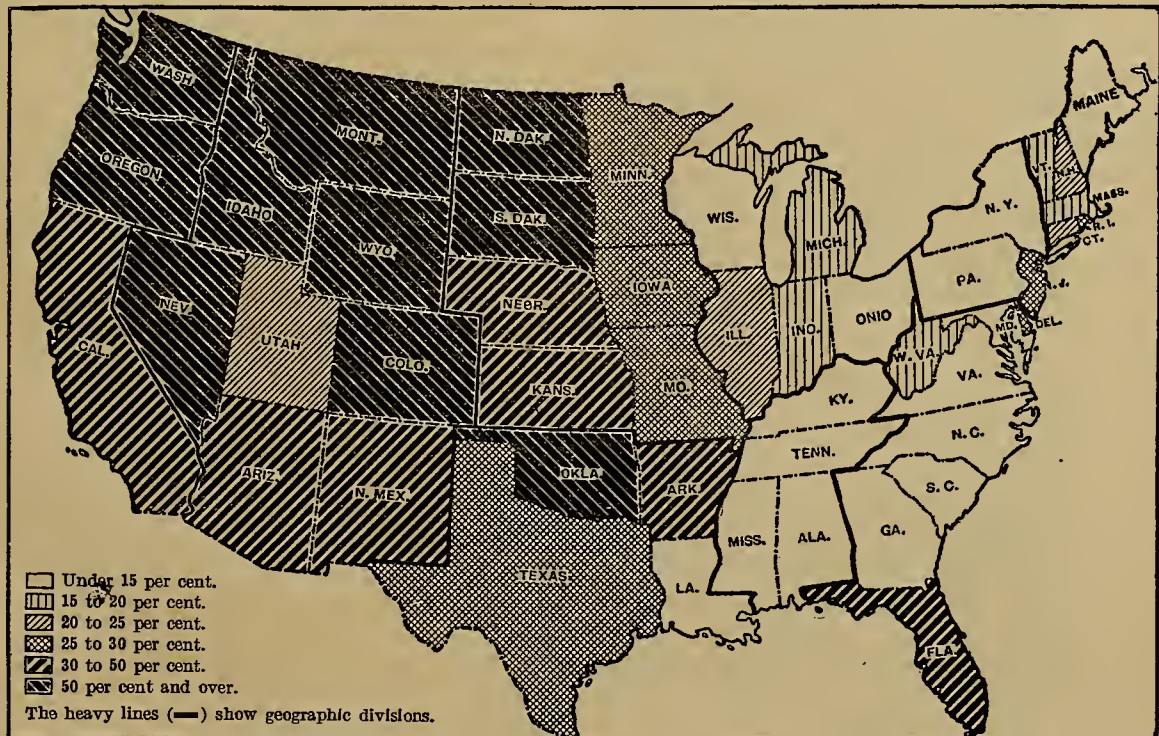 WASH
MONT.
N. DAK.
MINN.
MAINE
OREGON
IDAHO
S. DAK.
WIS.
MICH.
N. Y.
VT.
N.H.
MASS.
R. I.
CT.
WYO.
NEV.
NEBR.
IOWA
PA.
N. J.
CAL.
UTAH
COLO.
KANS.
MO.
ILL.
IND.
OHIO
W. VA.
MD.
DEL.
VA.
KY.
ARIZ.
N. MEX.
OKLA.
ARK.
TENN.
N. C.
S. C.
TEXAS
LA.
MISS.
ALA.
GA.
FLA.
Under 15 per cent.
15 to 20 per cent.
20 to 25 per cent.
25 to 30 per cent.
30 to 50 per cent.
50 per cent and over.
The heavy lines (━) show geographic divisions.